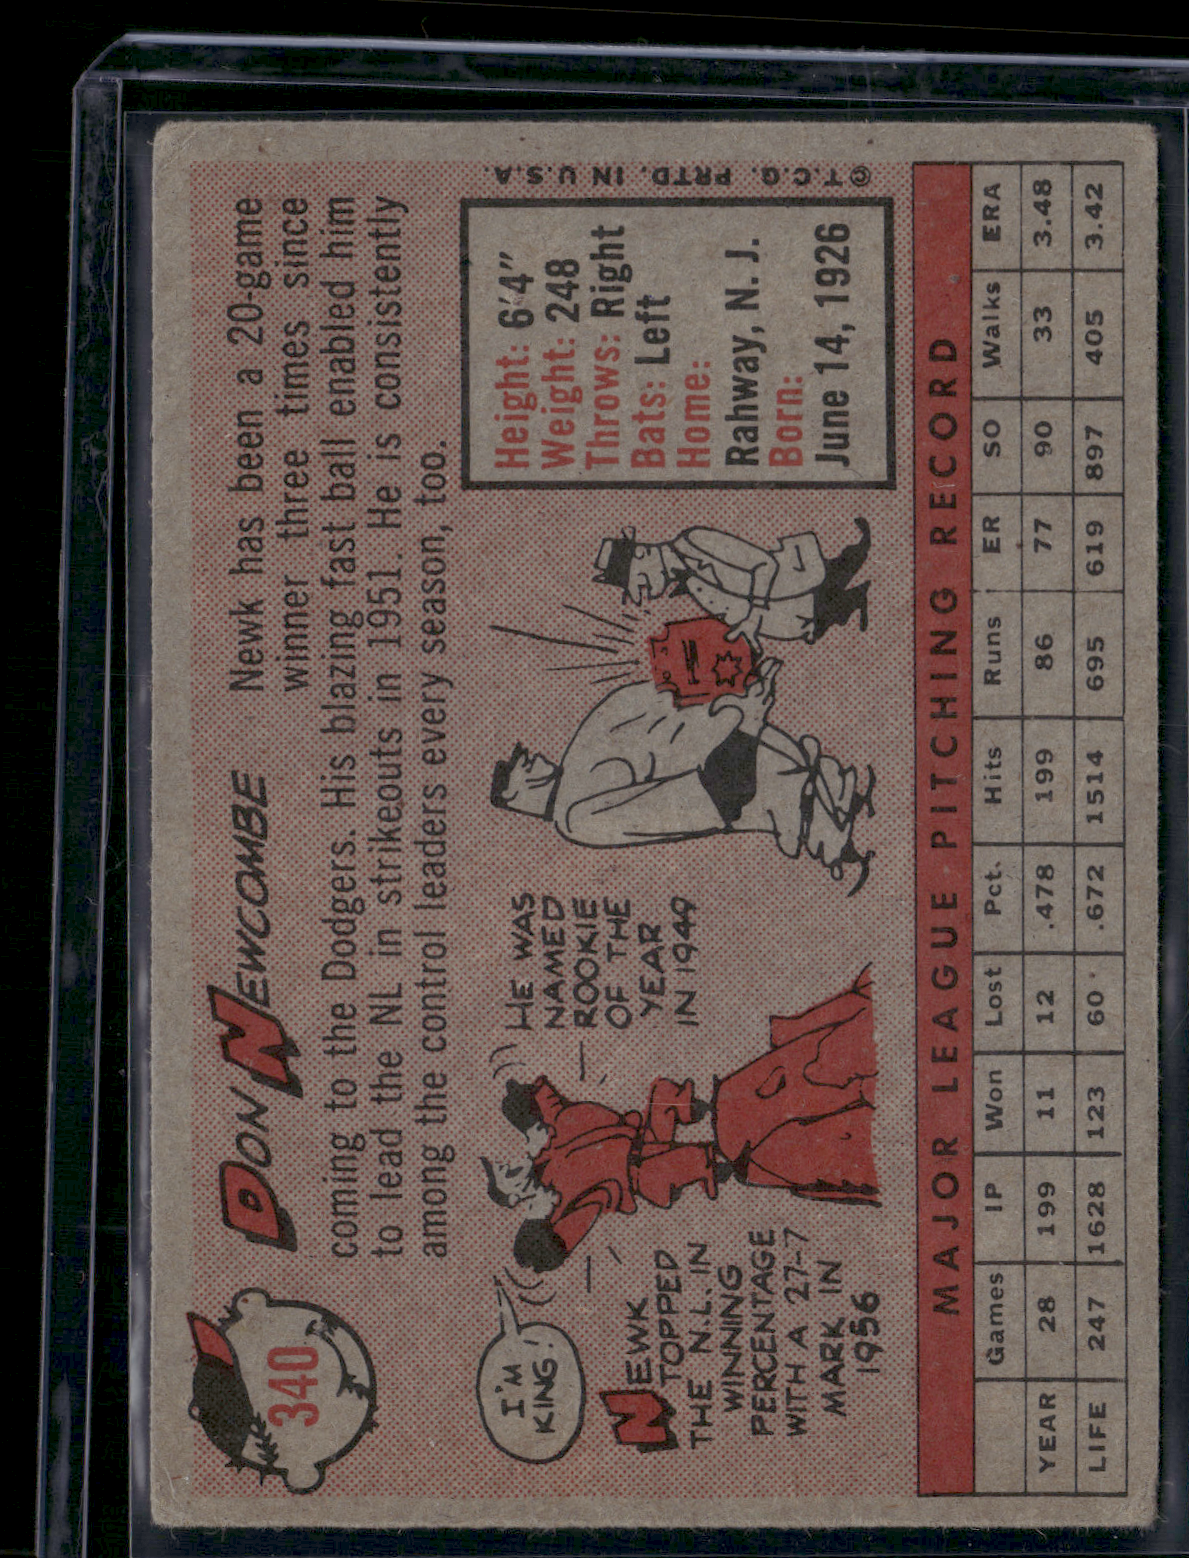 340
DON NEWCOMBE
Newk has been a 20-game
winner three times since
coming to the Dodgers. His blazing fast ball enabled him
to lead the NL in strikeouts in 1951. He is consistently
among the control leaders every season, too.
I'M
KING!
NEWK
TOPPED
THE N.L. IN
WINNING
PERCENTAGE
WITH A 27-7
MARK IN
1956
HE WAS
NAMED
ROOKIE
OF THE
YEAR
IN 1949
Height: 6'4"
Weight: 248
Throws: Right
Bats: Left
Home:
Rahway, N. J.
Born:
June 14, 1926
© T.C.G. PRTD. IN U.S.A.
MAJOR LEAGUE PITCHING RECORD
Games IP Won Lost Pct. Hits Runs ER SO Walks ERA
YEAR 28 199 11 12 .478 199 86 77 90 33 3.48
LIFE 247 1628 123 60 .672 1514 695 619 897 405 3.42